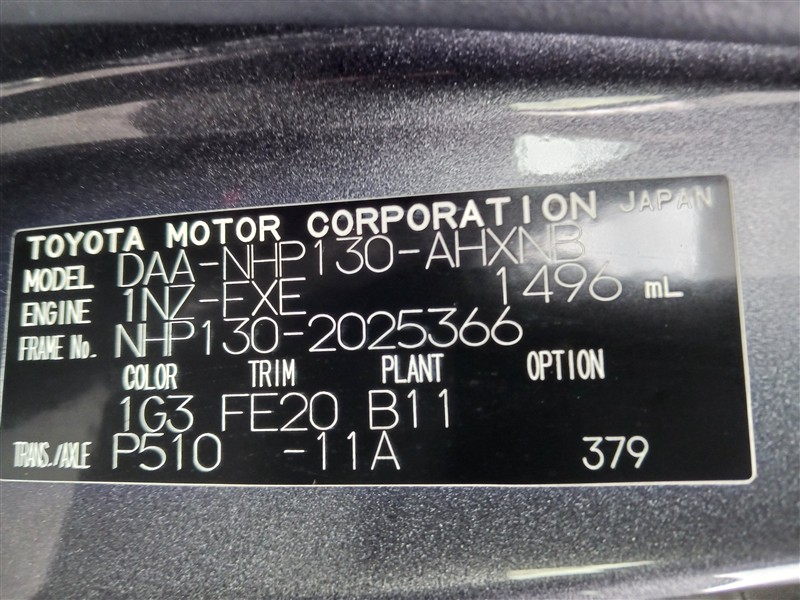 TOYOTA MOTOR CORPORATION JAPAN
MODEL DAA-NHP130-AHXNB
ENGINE 1NZ-FXE 1496 mL
FRAME No. NHP130-2025366
COLOR TRIM PLANT OPTION
1G3 FE20 B11
TRANS./AXLE P510 -11A 379